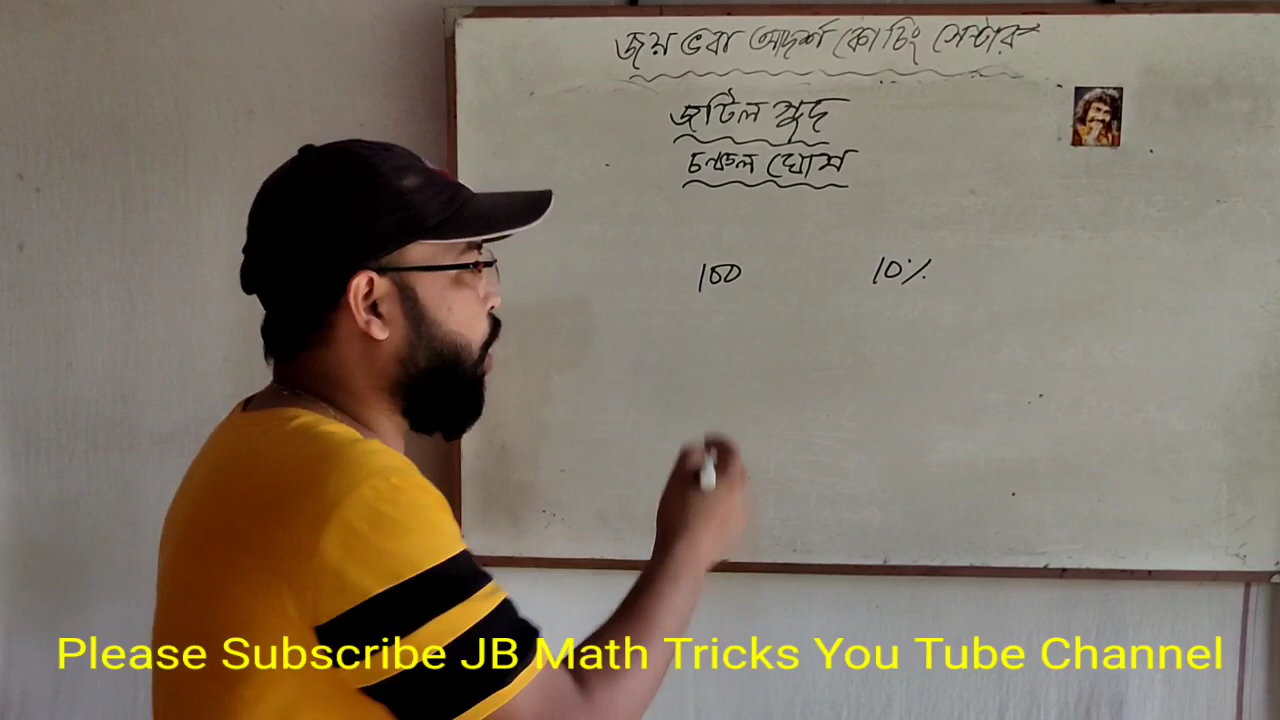 জয় ভবা আদর্শ কোচিং সেন্টার
জটিল সুদ
চঞ্চল ঘোষ
100 10%
Please Subscribe JB Math Tricks You Tube Channel